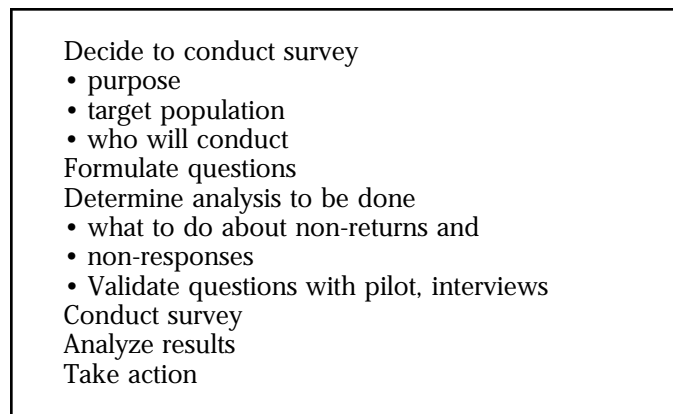 Decide to conduct survey
• purpose
• target population
• who will conduct
Formulate questions
Determine analysis to be done
• what to do about non-returns and
• non-responses
• Validate questions with pilot, interviews
Conduct survey
Analyze results
Take action